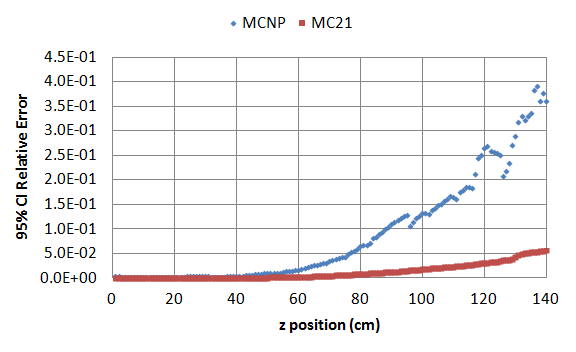 MCNP MC21
4.5E-01
4.0E-01
3.5E-01
3.0E-01
2.5E-01
2.0E-01
1.5E-01
1.0E-01
5.0E-02
0.0E+00
95% CI Relative Error
0 20 40 60 80 100 120 140
z position (cm)